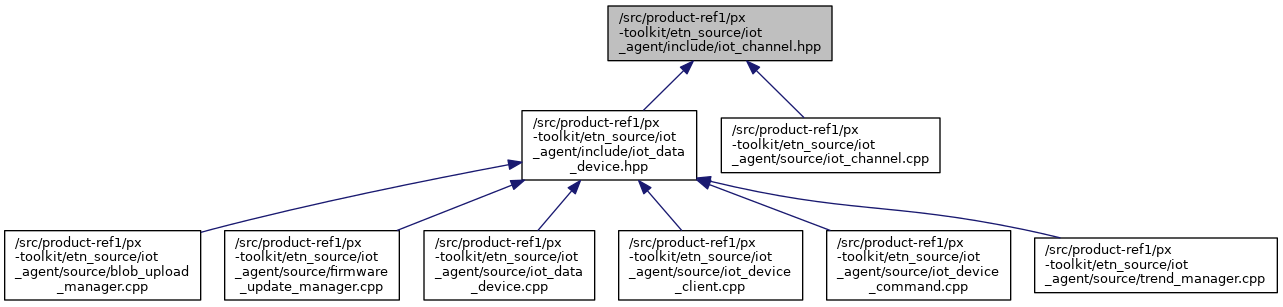 /src/product-ref1/px
-toolkit/etn_source/iot
_agent/include/iot_channel.hpp
/src/product-ref1/px
-toolkit/etn_source/iot
_agent/include/iot_data
_device.hpp
/src/product-ref1/px
-toolkit/etn_source/iot
_agent/source/iot_channel.cpp
/src/product-ref1/px
-toolkit/etn_source/iot
_agent/source/blob_upload
_manager.cpp
/src/product-ref1/px
-toolkit/etn_source/iot
_agent/source/firmware
_update_manager.cpp
/src/product-ref1/px
-toolkit/etn_source/iot
_agent/source/iot_data
_device.cpp
/src/product-ref1/px
-toolkit/etn_source/iot
_agent/source/iot_device
_client.cpp
/src/product-ref1/px
-toolkit/etn_source/iot
_agent/source/iot_device
_command.cpp
/src/product-ref1/px
-toolkit/etn_source/iot
_agent/source/trend_manager.cpp